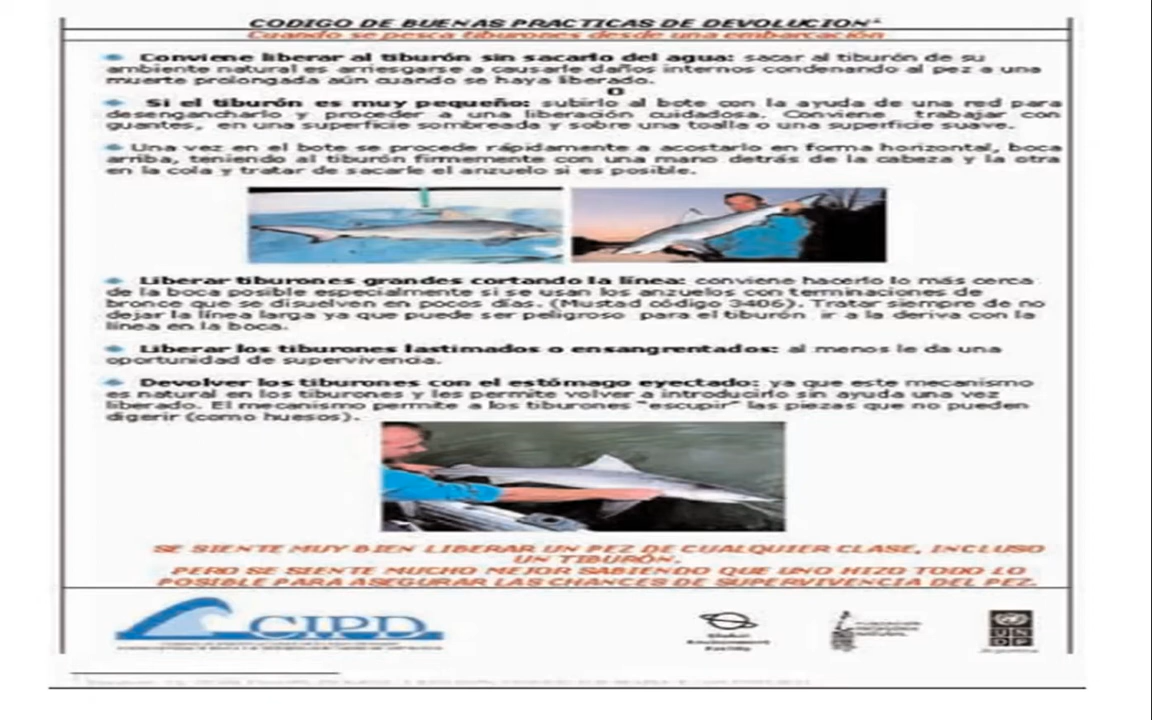 CODIGO DE BUENAS PRACTICAS DE DEVOLUCION
Cuando se pesca tiburones desde una embarcación
Conviene liberar al tiburón sin sacarlo del agua: sacar al tiburón de su
ambiente natural es arriesgarse a causarle daños internos condenando al pez a una
muerte prolongada aún cuando se haya liberado.
O
Si el tiburón es muy pequeño: subirlo al bote con la ayuda de una red para
desengancharlo y proceder a una liberación cuidadosa. Conviene trabajar con
guantes, en una superficie sombreada y sobre una toalla o una superficie suave.
Una vez en el bote se procede rápidamente a acostarlo en forma horizontal, boca
arriba, teniendo al tiburón firmemente con una mano detrás de la cabeza y la otra
en la cola y tratar de sacarle el anzuelo si es posible.
Liberar tiburones grandes cortando la línea: conviene hacerlo lo más cerca
de la boca posible especialmente si se usan los anzuelos con terminaciones de
bronce que se disuelven en pocos días. (Mustad código 3406). Tratar siempre de no
dejar la línea larga ya que puede ser peligroso para el tiburón ir a la deriva con la
línea en la boca.
Liberar los tiburones lastimados o ensangrentados: al menos le da una
oportunidad de supervivencia.
Devolver los tiburones con el estómago eyectado: ya que este mecanismo
es natural en los tiburones y les permite volver a introducirlo sin ayuda una vez
liberado. El mecanismo permite a los tiburones "escupir" las piezas que no pueden
digerir (como huesos).
SE SIENTE MUY BIEN LIBERAR UN PEZ DE CUALQUIER CLASE, INCLUSO
UN TIBURÓN,
PERO SE SIENTE MUCHO MEJOR SABIENDO QUE UNO HIZO TODO LO
POSIBLE PARA ASEGURAR LAS CHANCES DE SUPERVIVENCIA DEL PEZ.
CIPD
Global
Environment
Facility
UN
DP
Argentina